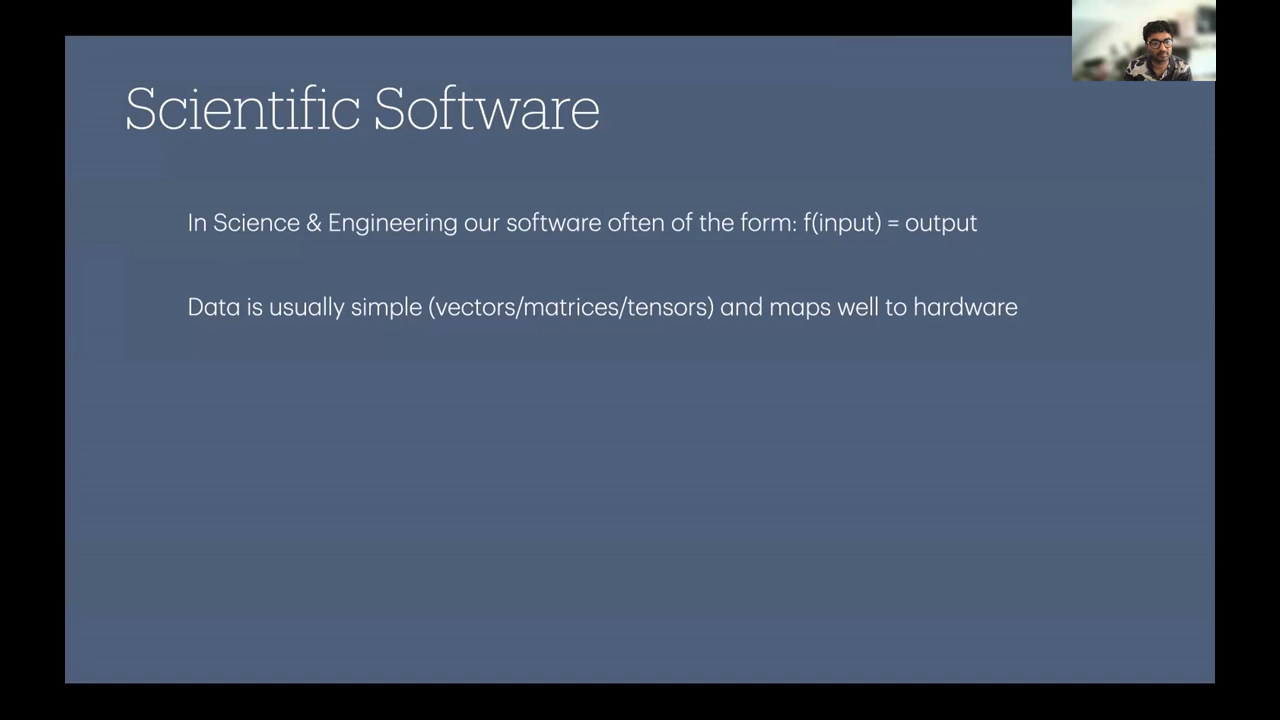 Scientific Software
In Science & Engineering our software often of the form: f(input) = output
Data is usually simple (vectors/matrices/tensors) and maps well to hardware